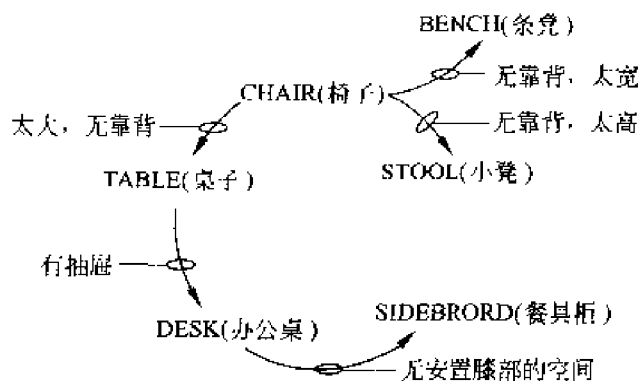 BENCH(条凳)
无靠背，太宽
CHAIR(椅子)
太大，无靠背
无靠背，太高
TABLE(桌子)
STOOL(小凳)
有抽屉
SIDEBRORD(餐具柜)
DESK(办公桌)
无安置膝部的空间